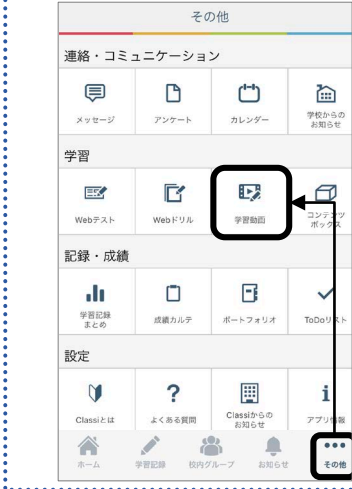 その他
連絡・コミュニケーション
メッセージ
アンケート
カレンダー
学校からの
お知らせ
学習
Webテスト
Webドリル
学習動画
コンテンツ
ボックス
記録・成績
学習記録
まとめ
成績カルテ
ポートフォリオ
ToDoリスト
設定
Classiとは
よくある質問
Classiからの
お知らせ
アプリ情報
ホーム
学習記録
校内グループ
お知らせ
その他